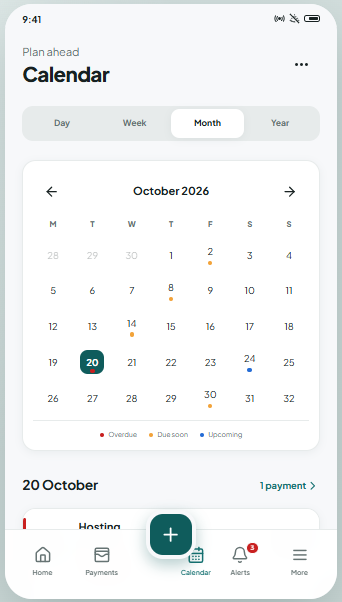 9:41
Plan ahead
Calendar
Day Week Month Year
October 2026
M T W T F S S
28 29 30 1 2 3 4
5 6 7 8 9 10 11
12 13 14 15 16 17 18
19 20 21 22 23 24 25
26 27 28 29 30 31 32
Overdue Due soon Upcoming
20 October 1 payment
Hosting
3
Home Payments Calendar Alerts More